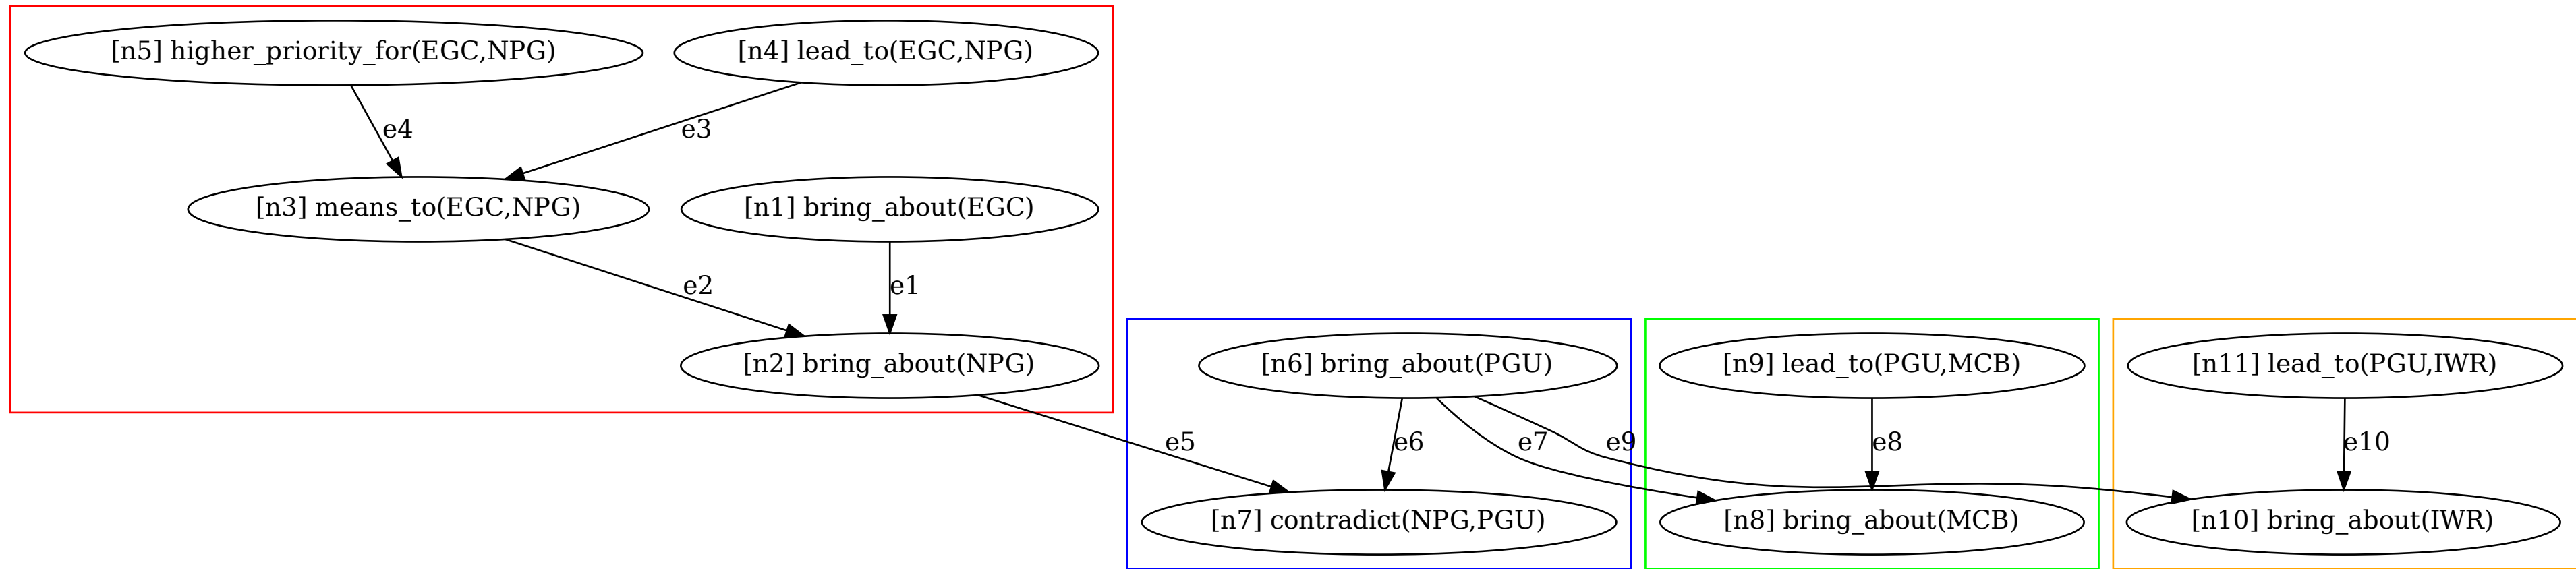 [n5] higher_priority_for(EGC,NPG)
[n4] lead_to(EGC,NPG)
e4
e3
[n3] means_to(EGC,NPG)
[n1] bring_about(EGC)
e2
e1
[n2] bring_about(NPG)
[n6] bring_about(PGU)
[n9] lead_to(PGU,MCB)
[n11] lead_to(PGU,IWR)
e5
e6
e7
e9
e8
e10
[n7] contradict(NPG,PGU)
[n8] bring_about(MCB)
[n10] bring_about(IWR)